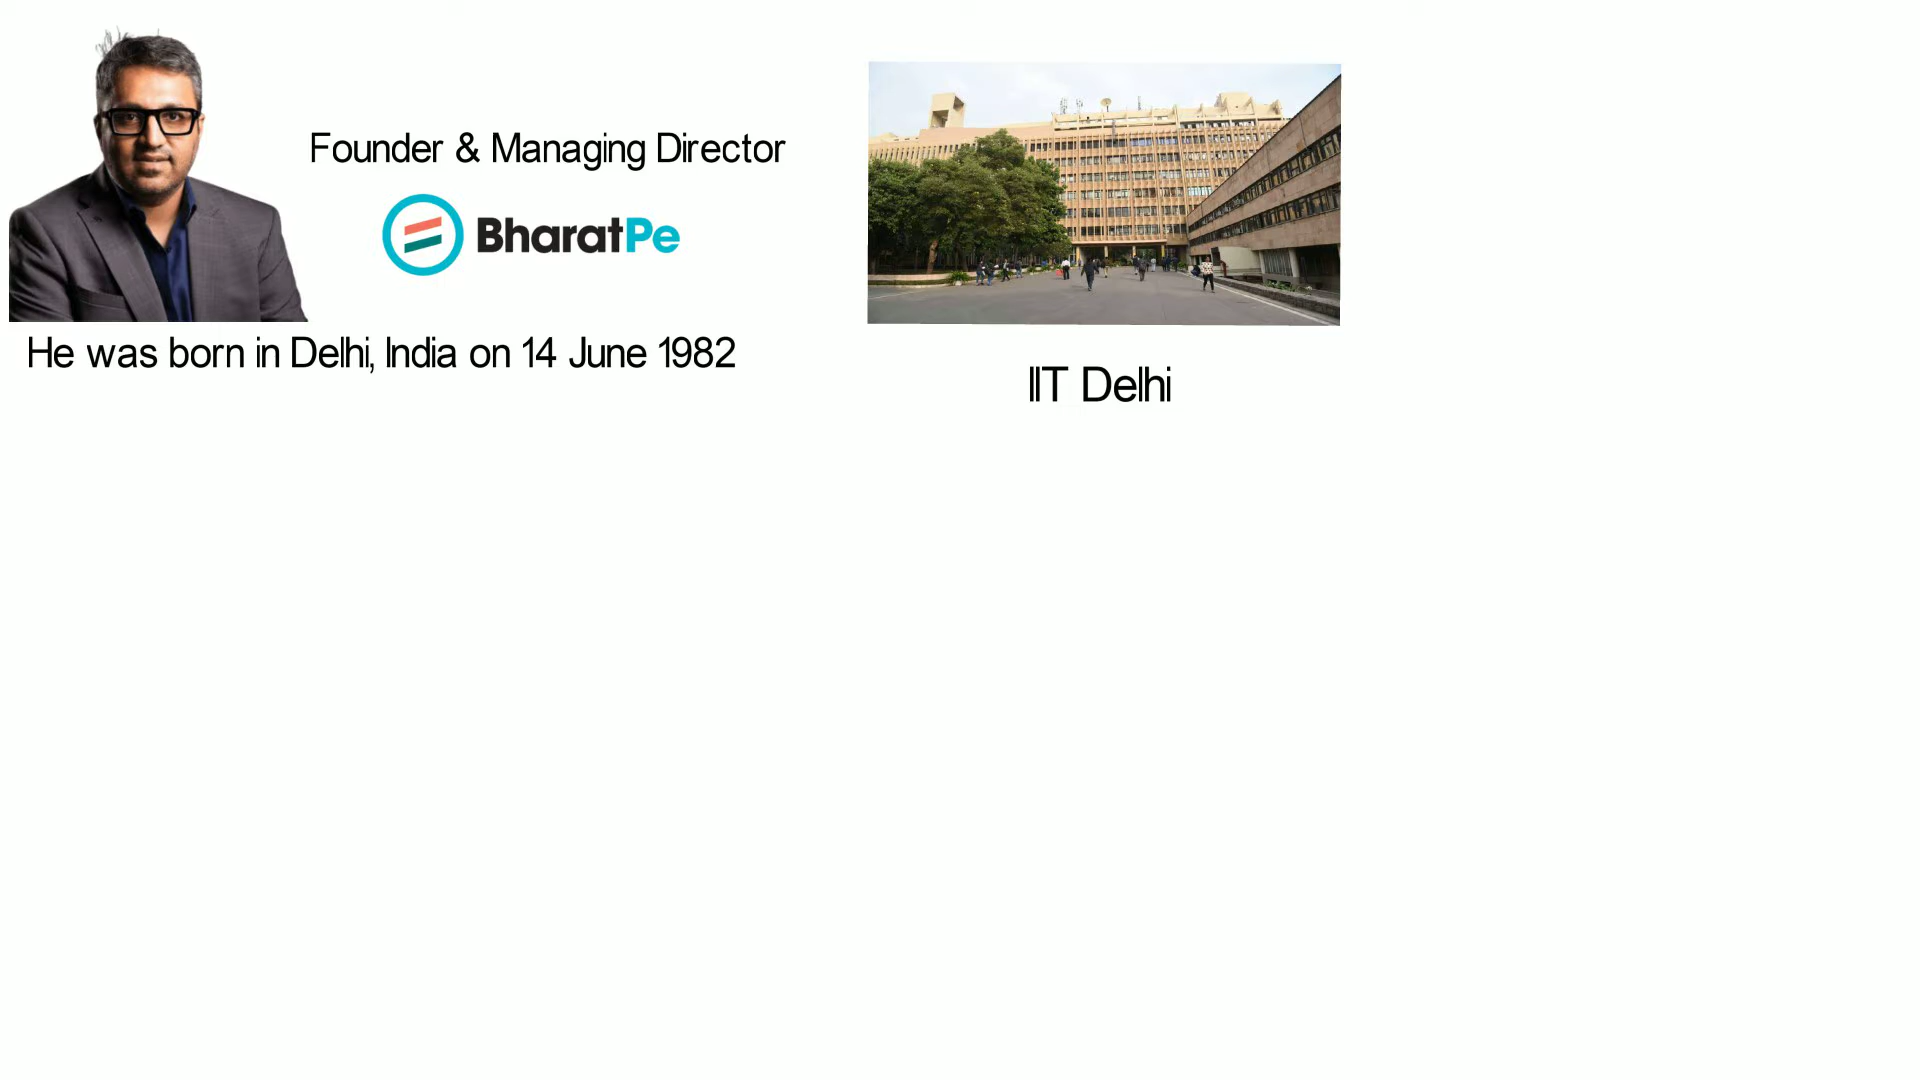 Founder & Managing Director
BharatPe
He was born in Delhi, India on 14 June 1982
IIT Delhi